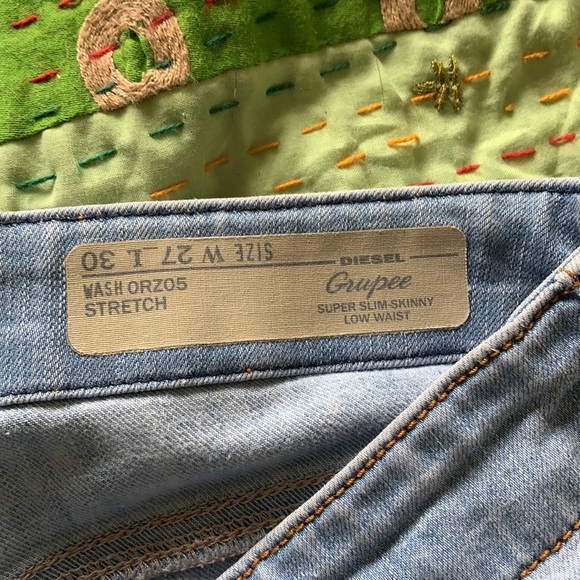 SIZE W 27 L 30
WASH ORZ05
STRETCH
DIESEL
Grupee
SUPER SLIM-SKINNY
LOW WAIST